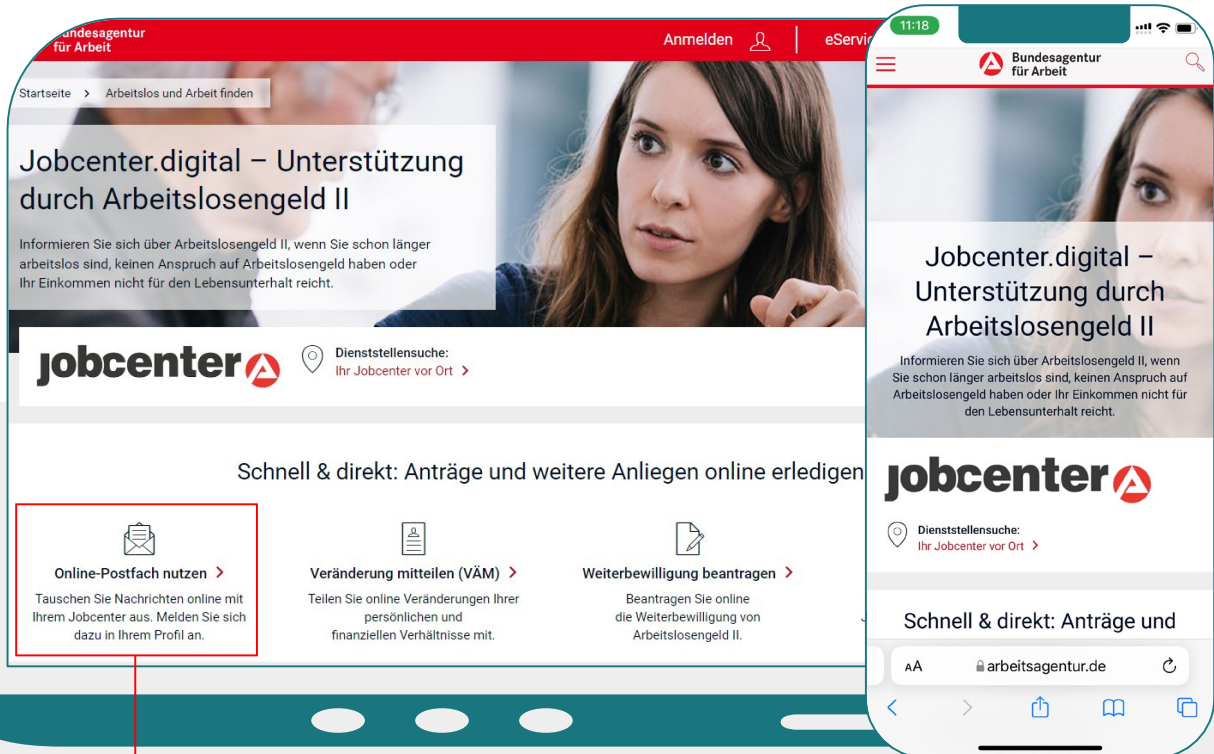 für Arbeit
Anmelden
Startseite > Arbeitslos und Arbeit finden
Jobcenter.digital – Unterstützung
durch Arbeitslosengeld II
Informieren Sie sich über Arbeitslosengeld II, wenn Sie schon länger
arbeitslos sind, keinen Anspruch auf Arbeitslosengeld haben oder
Ihr Einkommen nicht für den Lebensunterhalt reicht.
jobcenter
Dienststellensuche:
Ihr Jobcenter vor Ort >
Schnell & direkt: Anträge und weitere Anliegen online erledigen
Online-Postfach nutzen >
Tauschen Sie Nachrichten online mit
Ihrem Jobcenter aus. Melden Sie sich
dazu in Ihrem Profil an.
Veränderung mitteilen (VÄM) >
Teilen Sie online Veränderungen Ihrer
persönlichen und
finanziellen Verhältnisse mit.
Weiterbewilligung beantragen >
Beantragen Sie online
die Weiterbewilligung von
Arbeitslosengeld II.
11:18
Bundesagentur
für Arbeit
Jobcenter.digital –
Unterstützung durch
Arbeitslosengeld II
Informieren Sie sich über Arbeitslosengeld II, wenn
Sie schon länger arbeitslos sind, keinen Anspruch auf
Arbeitslosengeld haben oder Ihr Einkommen nicht für
den Lebensunterhalt reicht.
jobcenter
Dienststellensuche:
Ihr Jobcenter vor Ort >
Schnell & direkt: Anträge und
AA arbeitsagentur.de